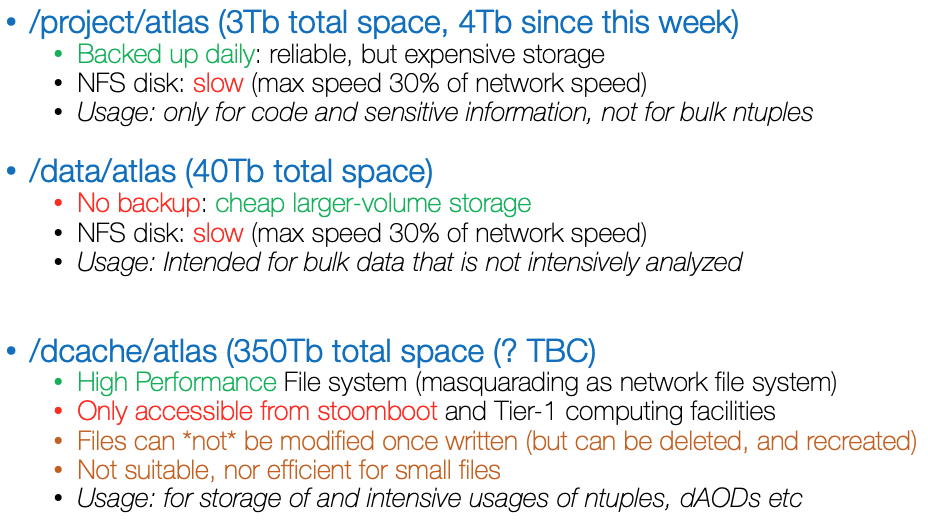 • /project/atlas (3Tb total space, 4Tb since this week)
• Backed up daily: reliable, but expensive storage
• NFS disk: slow (max speed 30% of network speed)
• Usage: only for code and sensitive information, not for bulk ntuples
• /data/atlas (40Tb total space)
• No backup: cheap larger-volume storage
• NFS disk: slow (max speed 30% of network speed)
• Usage: Intended for bulk data that is not intensively analyzed
• /dcache/atlas (350Tb total space (? TBC)
• High Performance File system (masquarading as network file system)
• Only accessible from stoomboot and Tier-1 computing facilities
• Files can *not* be modified once written (but can be deleted, and recreated)
• Not suitable, nor efficient for small files
• Usage: for storage of and intensive usages of ntuples, dAODs etc